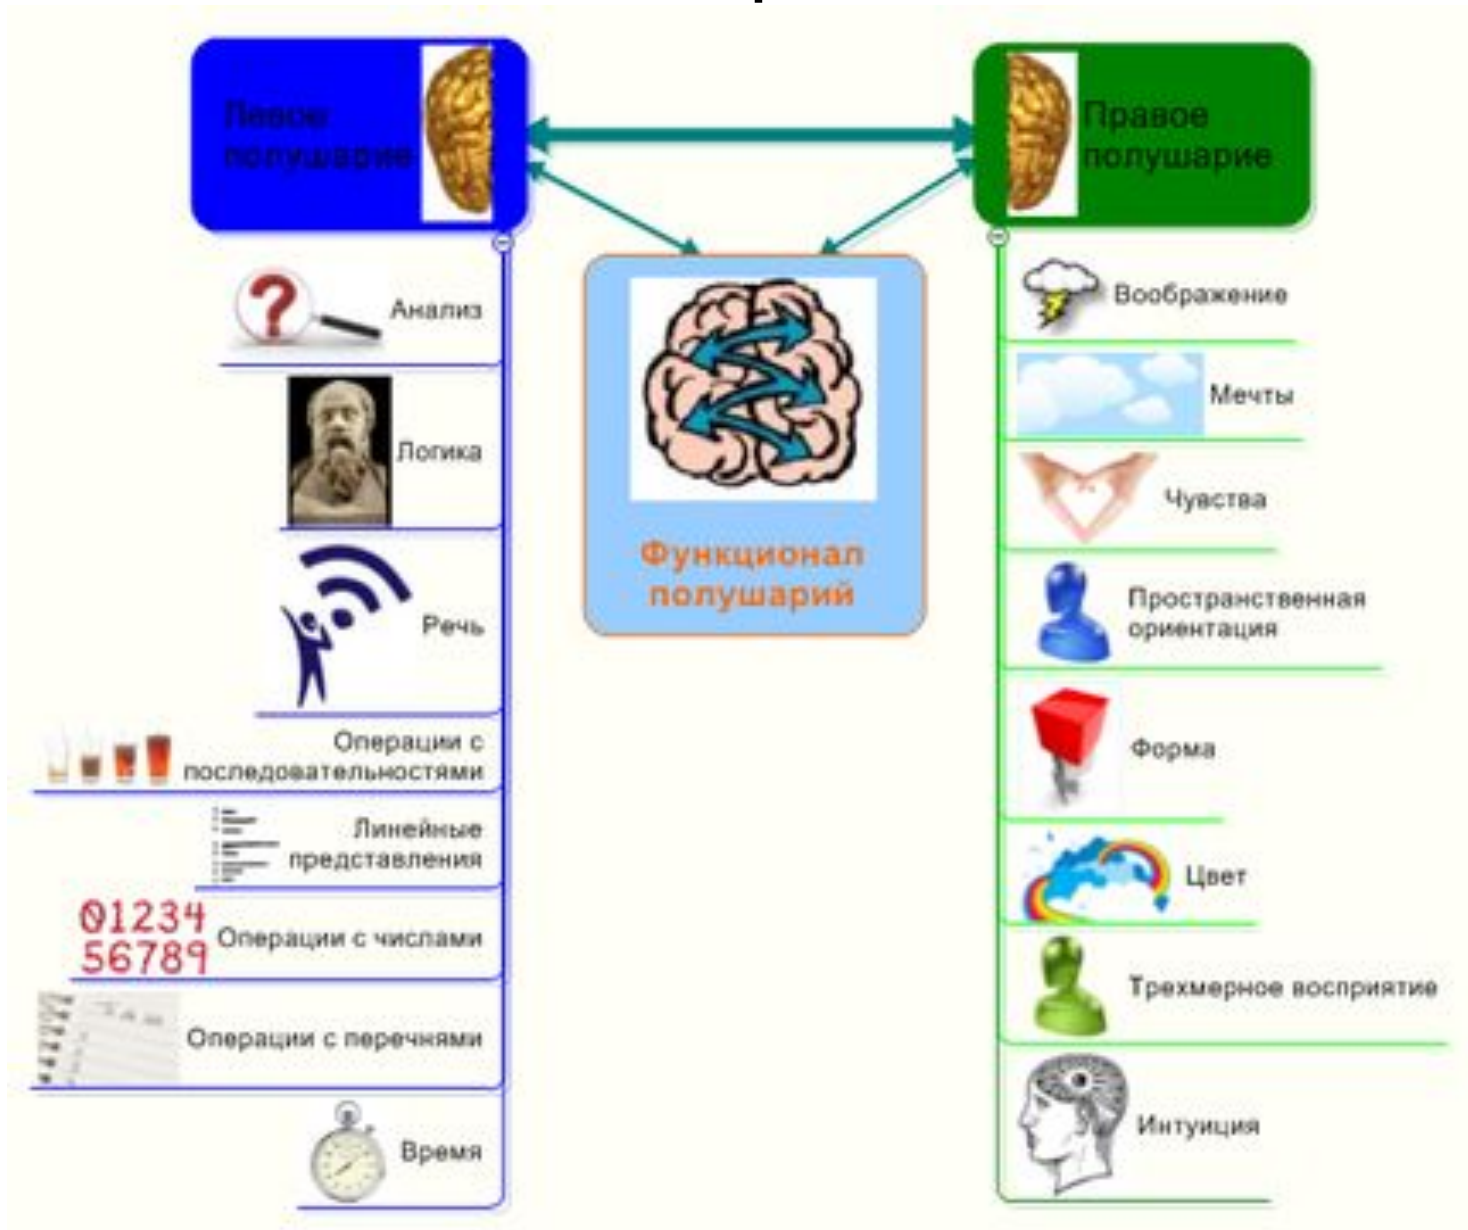 Левое
полушарие
Правое
полушарие
Функционал
полушарий
Анализ
Логика
Речь
Операции с
последовательностями
Линейные
представления
01234
56789
Операции с числами
Операции с перечнями
Время
Воображение
Мечты
Чувства
Пространственная
ориентация
Форма
Цвет
Трехмерное восприятие
Интуиция